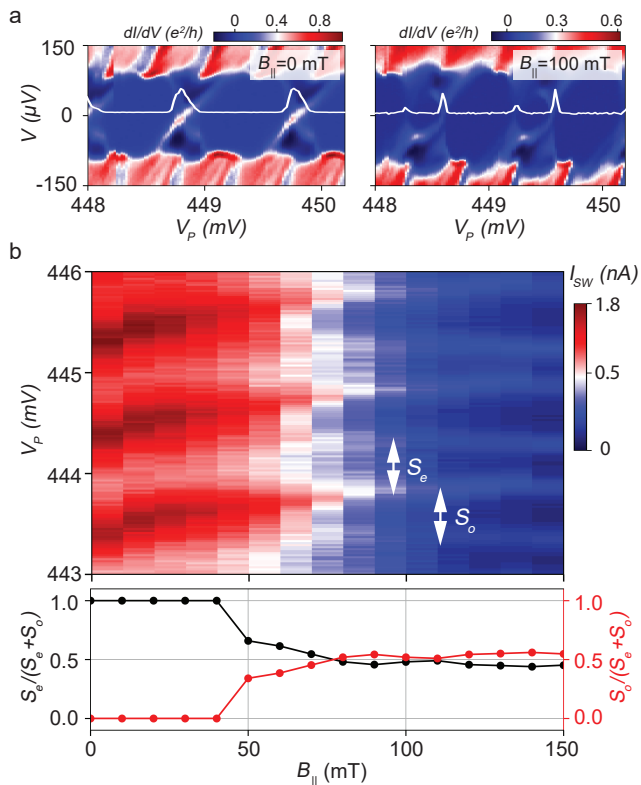 a
dI/dV (e²/h)
0 0.4 0.8
dI/dV (e²/h)
0 0.3 0.6
150
0
-150
V (μV)
B||=0 mT
B||=100 mT
448 449 450
448 449 450
V_P (mV)
V_P (mV)
b
446
445
444
443
V_P (mV)
S_e
S_o
I_SW (nA)
1.8
0.5
0
1.0
0.5
0.0
S_e/(S_e+S_o)
1.0
0.5
0.0
S_o/(S_e+S_o)
0 50 100 150
B|| (mT)